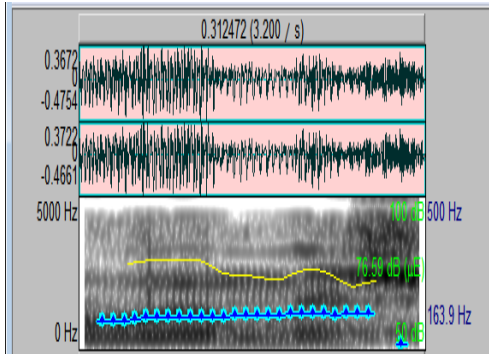 0.312472 (3.200 / s)
0.3672
0
-0.4754
0.3722
0
-0.4661
5000 Hz 100 dB 500 Hz
76.59 dB (µE)
163.9 Hz
0 Hz 50 dB